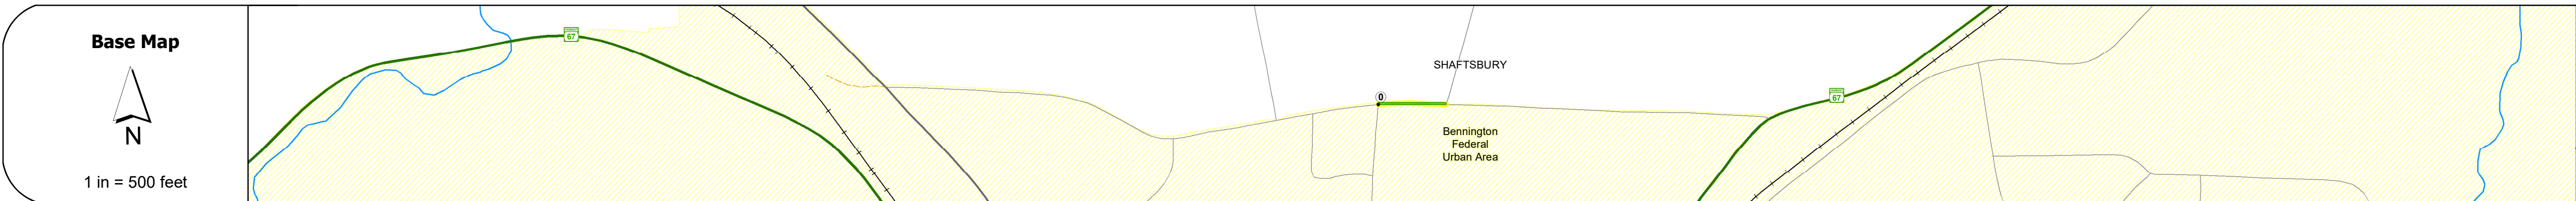 Base Map
N
1 in = 500 feet
67
SHAFTSBURY
0
67
Bennington
Federal
Urban Area